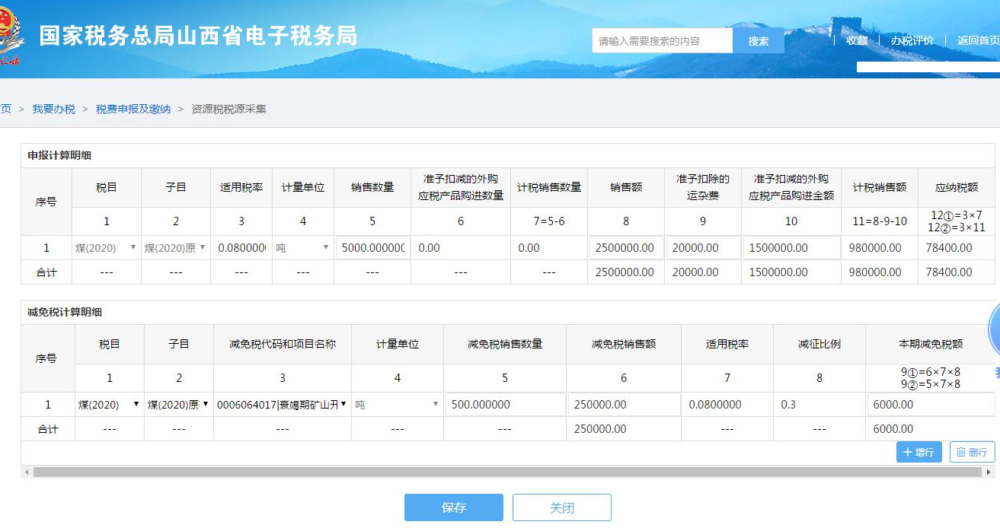 国家税务总局山西省电子税务局
请输入需要搜索的内容 搜索 收藏 办税评价 返回首页
页 > 我要办税 > 税费申报及缴纳 > 资源税税源采集
申报计算明细
序号 税目 子目 适用税率 计量单位 销售数量 准予扣减的外购应税产品购进数量 计税销售数量 销售额 准予扣除的运杂费 准予扣减的外购应税产品购进金额 计税销售额 应纳税额
1 2 3 4 5 6 7=5-6 8 9 10 11=8-9-10 12①=3×7 12②=3×11
1 煤(2020) 煤(2020)原 0.080000 吨 5000.000000 0.00 0.00 2500000.00 20000.00 1500000.00 980000.00 78400.00
合计 --- --- --- --- --- --- --- 2500000.00 20000.00 1500000.00 980000.00 78400.00
减免税计算明细
序号 税目 子目 减免税代码和项目名称 计量单位 减免税销售数量 减免税销售额 适用税率 减征比例 本期减免税额
1 2 3 4 5 6 7 8 9①=6×7×8 9②=5×7×8
1 煤(2020) 煤(2020)原 0006064017|衰竭期矿山开 吨 500.000000 250000.00 0.0800000 0.3 6000.00
合计 --- --- --- --- --- 250000.00 --- --- 6000.00
增行 删行
保存 关闭